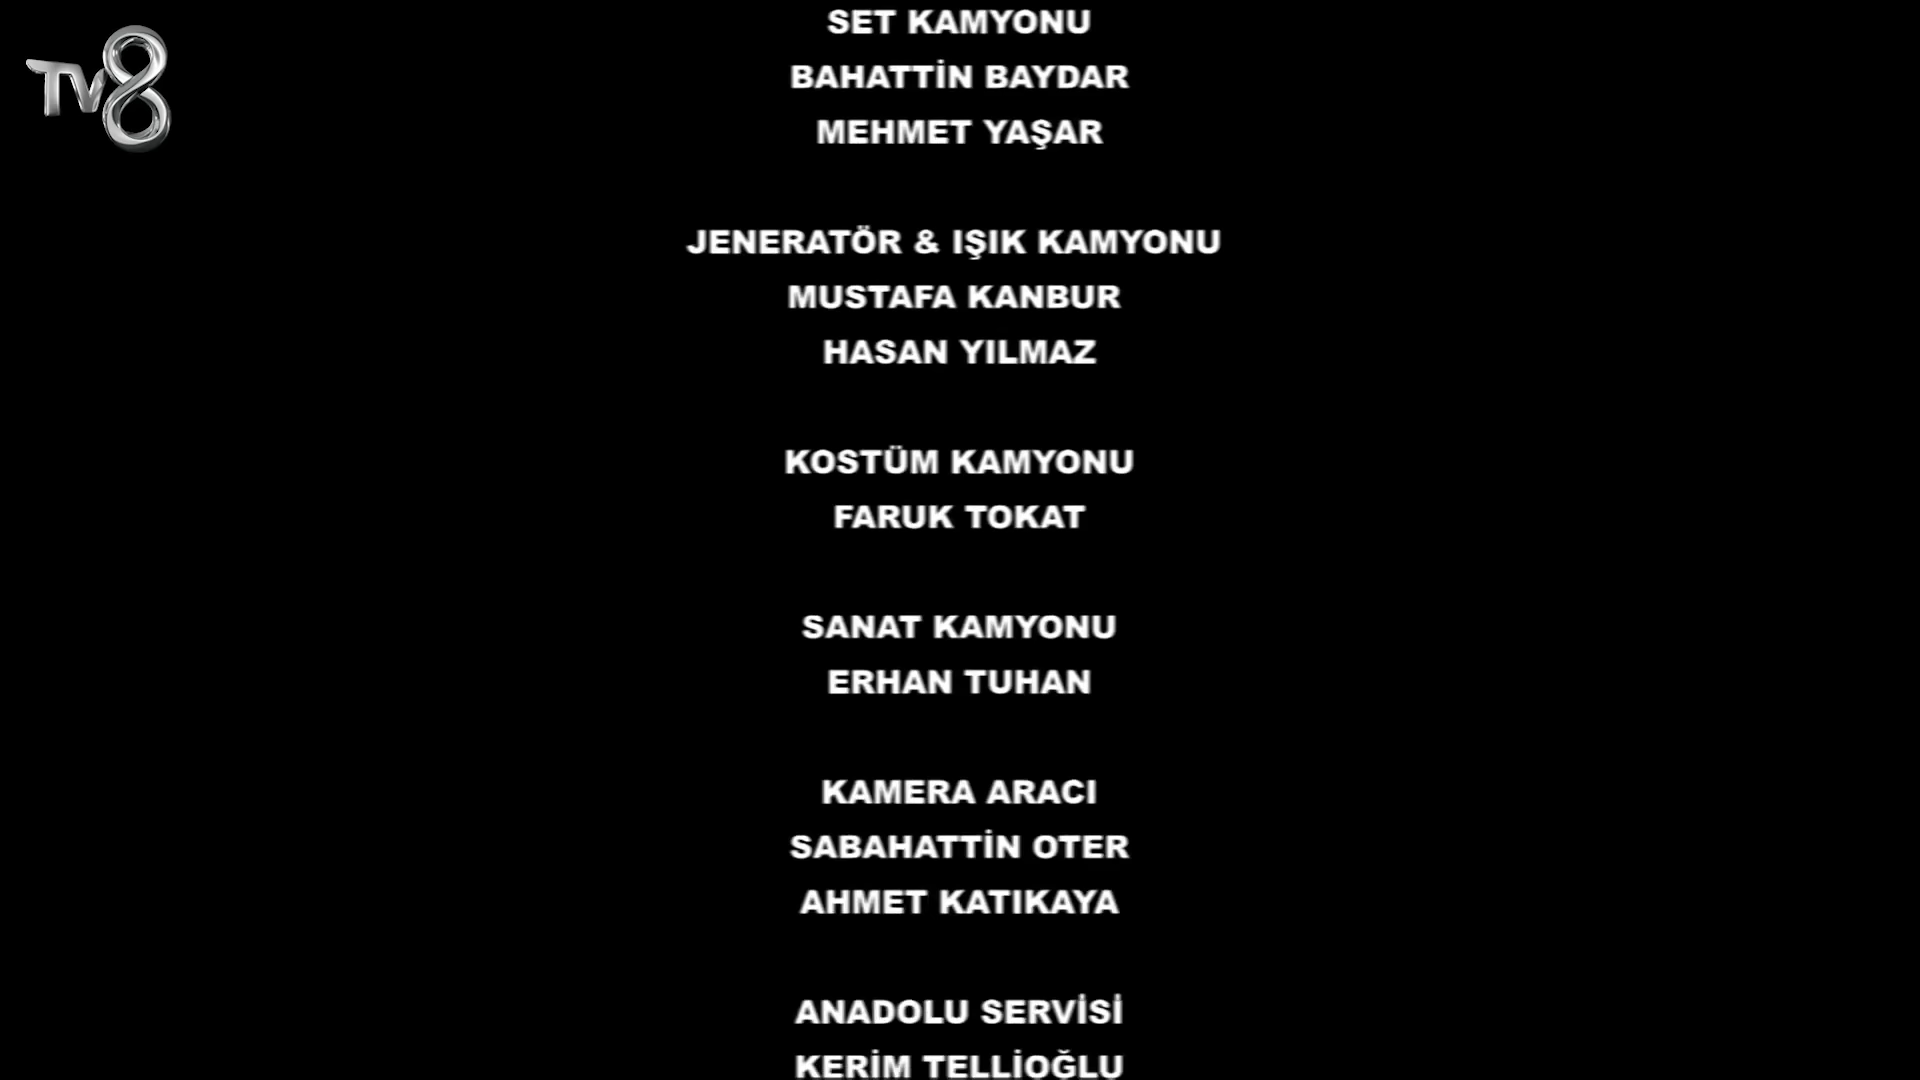 TV8
SET KAMYONU
BAHATTİN BAYDAR
MEHMET YAŞAR
JENERATÖR & IŞIK KAMYONU
MUSTAFA KANBUR
HASAN YILMAZ
KOSTÜM KAMYONU
FARUK TOKAT
SANAT KAMYONU
ERHAN TUHAN
KAMERA ARACI
SABAHATTİN OTER
AHMET KATIKAYA
ANADOLU SERVİSİ
KERİM TELLİOĞLU